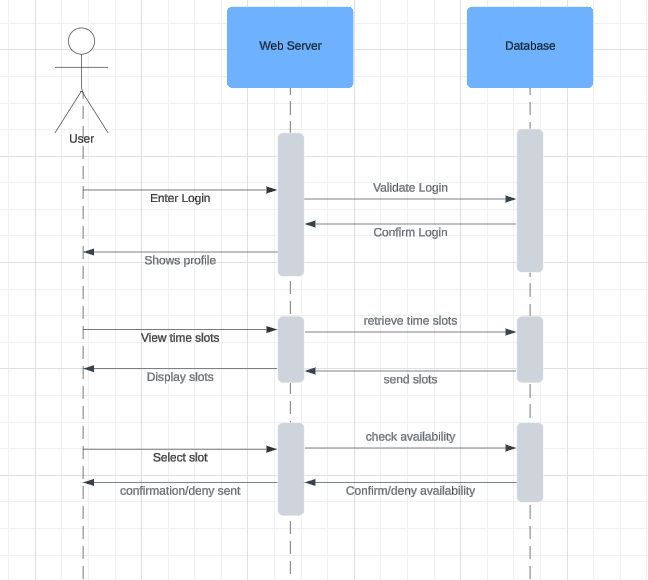 Web Server
Database
User
Enter Login
Validate Login
Confirm Login
Shows profile
View time slots
retrieve time slots
Display slots
send slots
Select slot
check availability
confirmation/deny sent
Confirm/deny availability